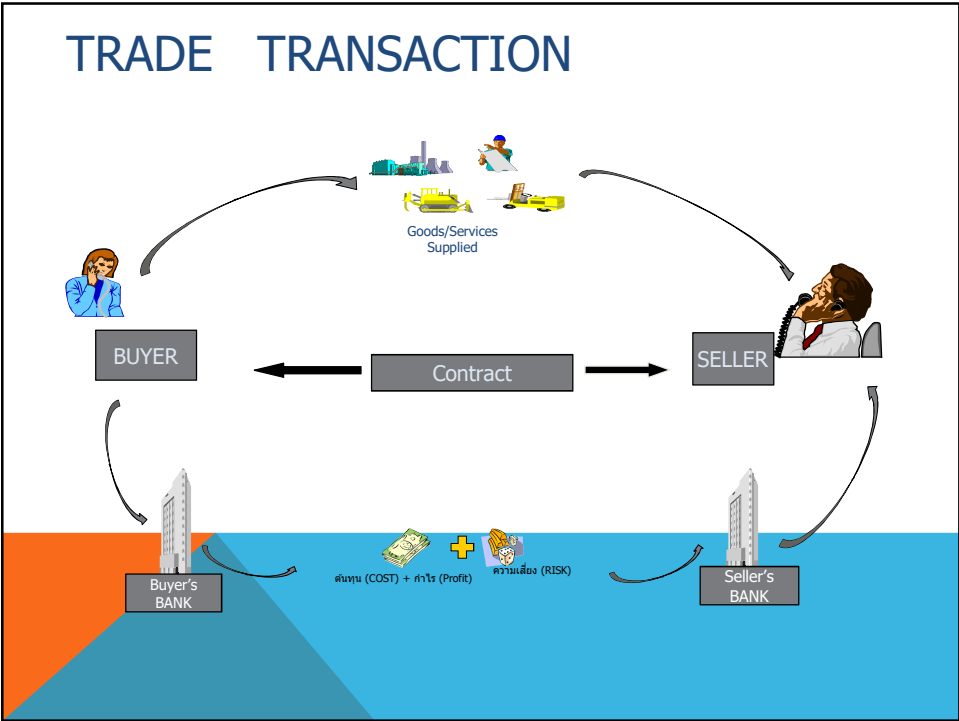 TRADE TRANSACTION
Goods/Services
Supplied
BUYER
Contract
SELLER
Buyer's
BANK
ต้นทุน (COST) + กำไร (Profit)
ความเสี่ยง (RISK)
Seller's
BANK